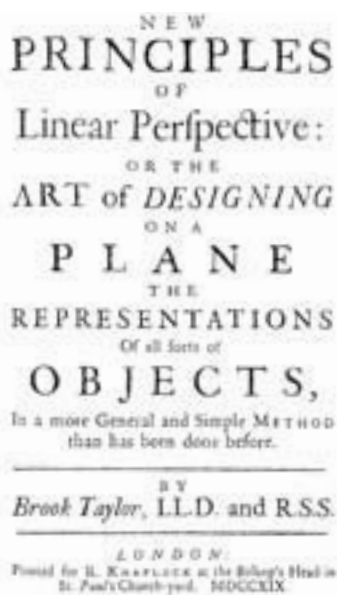 NEW
PRINCIPLES
OF
Linear Perſpective:
OR THE
ART of DESIGNING
ON A
PLANE
THE
REPRESENTATIONS
Of all ſorts of
OBJECTS,
In a more General and Simple METHOD
than has been done before.
BY
Brook Taylor, LL.D. and R.S.S.
LONDON:
Printed for R. KNAPLOCK at the Biſhop's Head in
St. Paul's Church-yard. MDCCXIX.